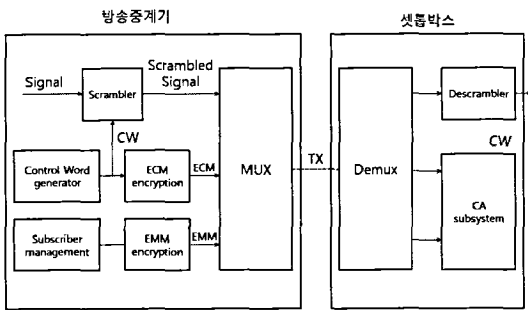 방송중계기
셋톱박스
Signal
Scrambler
Scrambled
Signal
Descrambler
CW
CW
Control Word
generator
ECM
encryption
ECM
MUX
TX
Demux
CA
subsystem
Subscriber
management
EMM
encryption
EMM